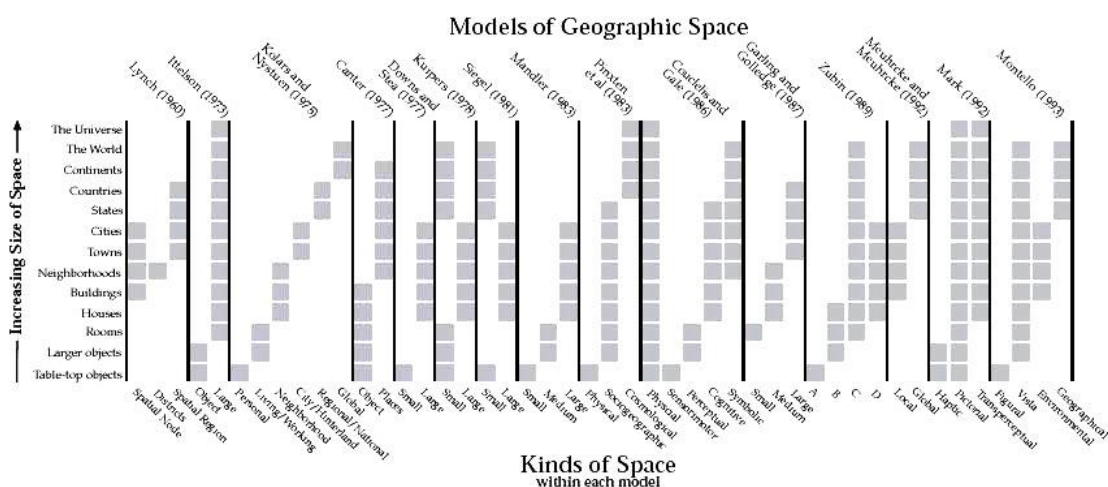 Models of Geographic Space
Lynch (1960)
Ittelson (1973)
Kolars and
Nystuen (1975)
Canter (1977)
Downs and
Stea (1977)
Kuipers (1978)
Siegel (1981)
Mandler (1983)
Pinxten
et al (1983)
Couclelis and
Gale (1986)
Garling and
Golledge (1987)
Zubin (1989)
Meuhrcke and
Meuhrcke (1992)
Mark (1992)
Montello (1993)
Increasing Size of Space
The Universe
The World
Continents
Countries
States
Cities
Towns
Neighborhoods
Buildings
Houses
Rooms
Larger objects
Table-top objects
Spatial Node
Districts
Spatial Region
Object
Large
Personal
Living/Working
Neighborhood
City/Hinterland
Regional/National
Global
Object
Places
Small
Large
Small
Large
Small
Large
Small
Medium
Large
Physical
Sociogeographic
Cosmological
Physical
Sensorimotor
Perceptual
Cognitive
Symbolic
Small
Medium
Large
A
B
C
D
Local
Global
Haptic
Pictorial
Transperceptual
Figural
Vista
Environmental
Geographical
Kinds of Space
within each model